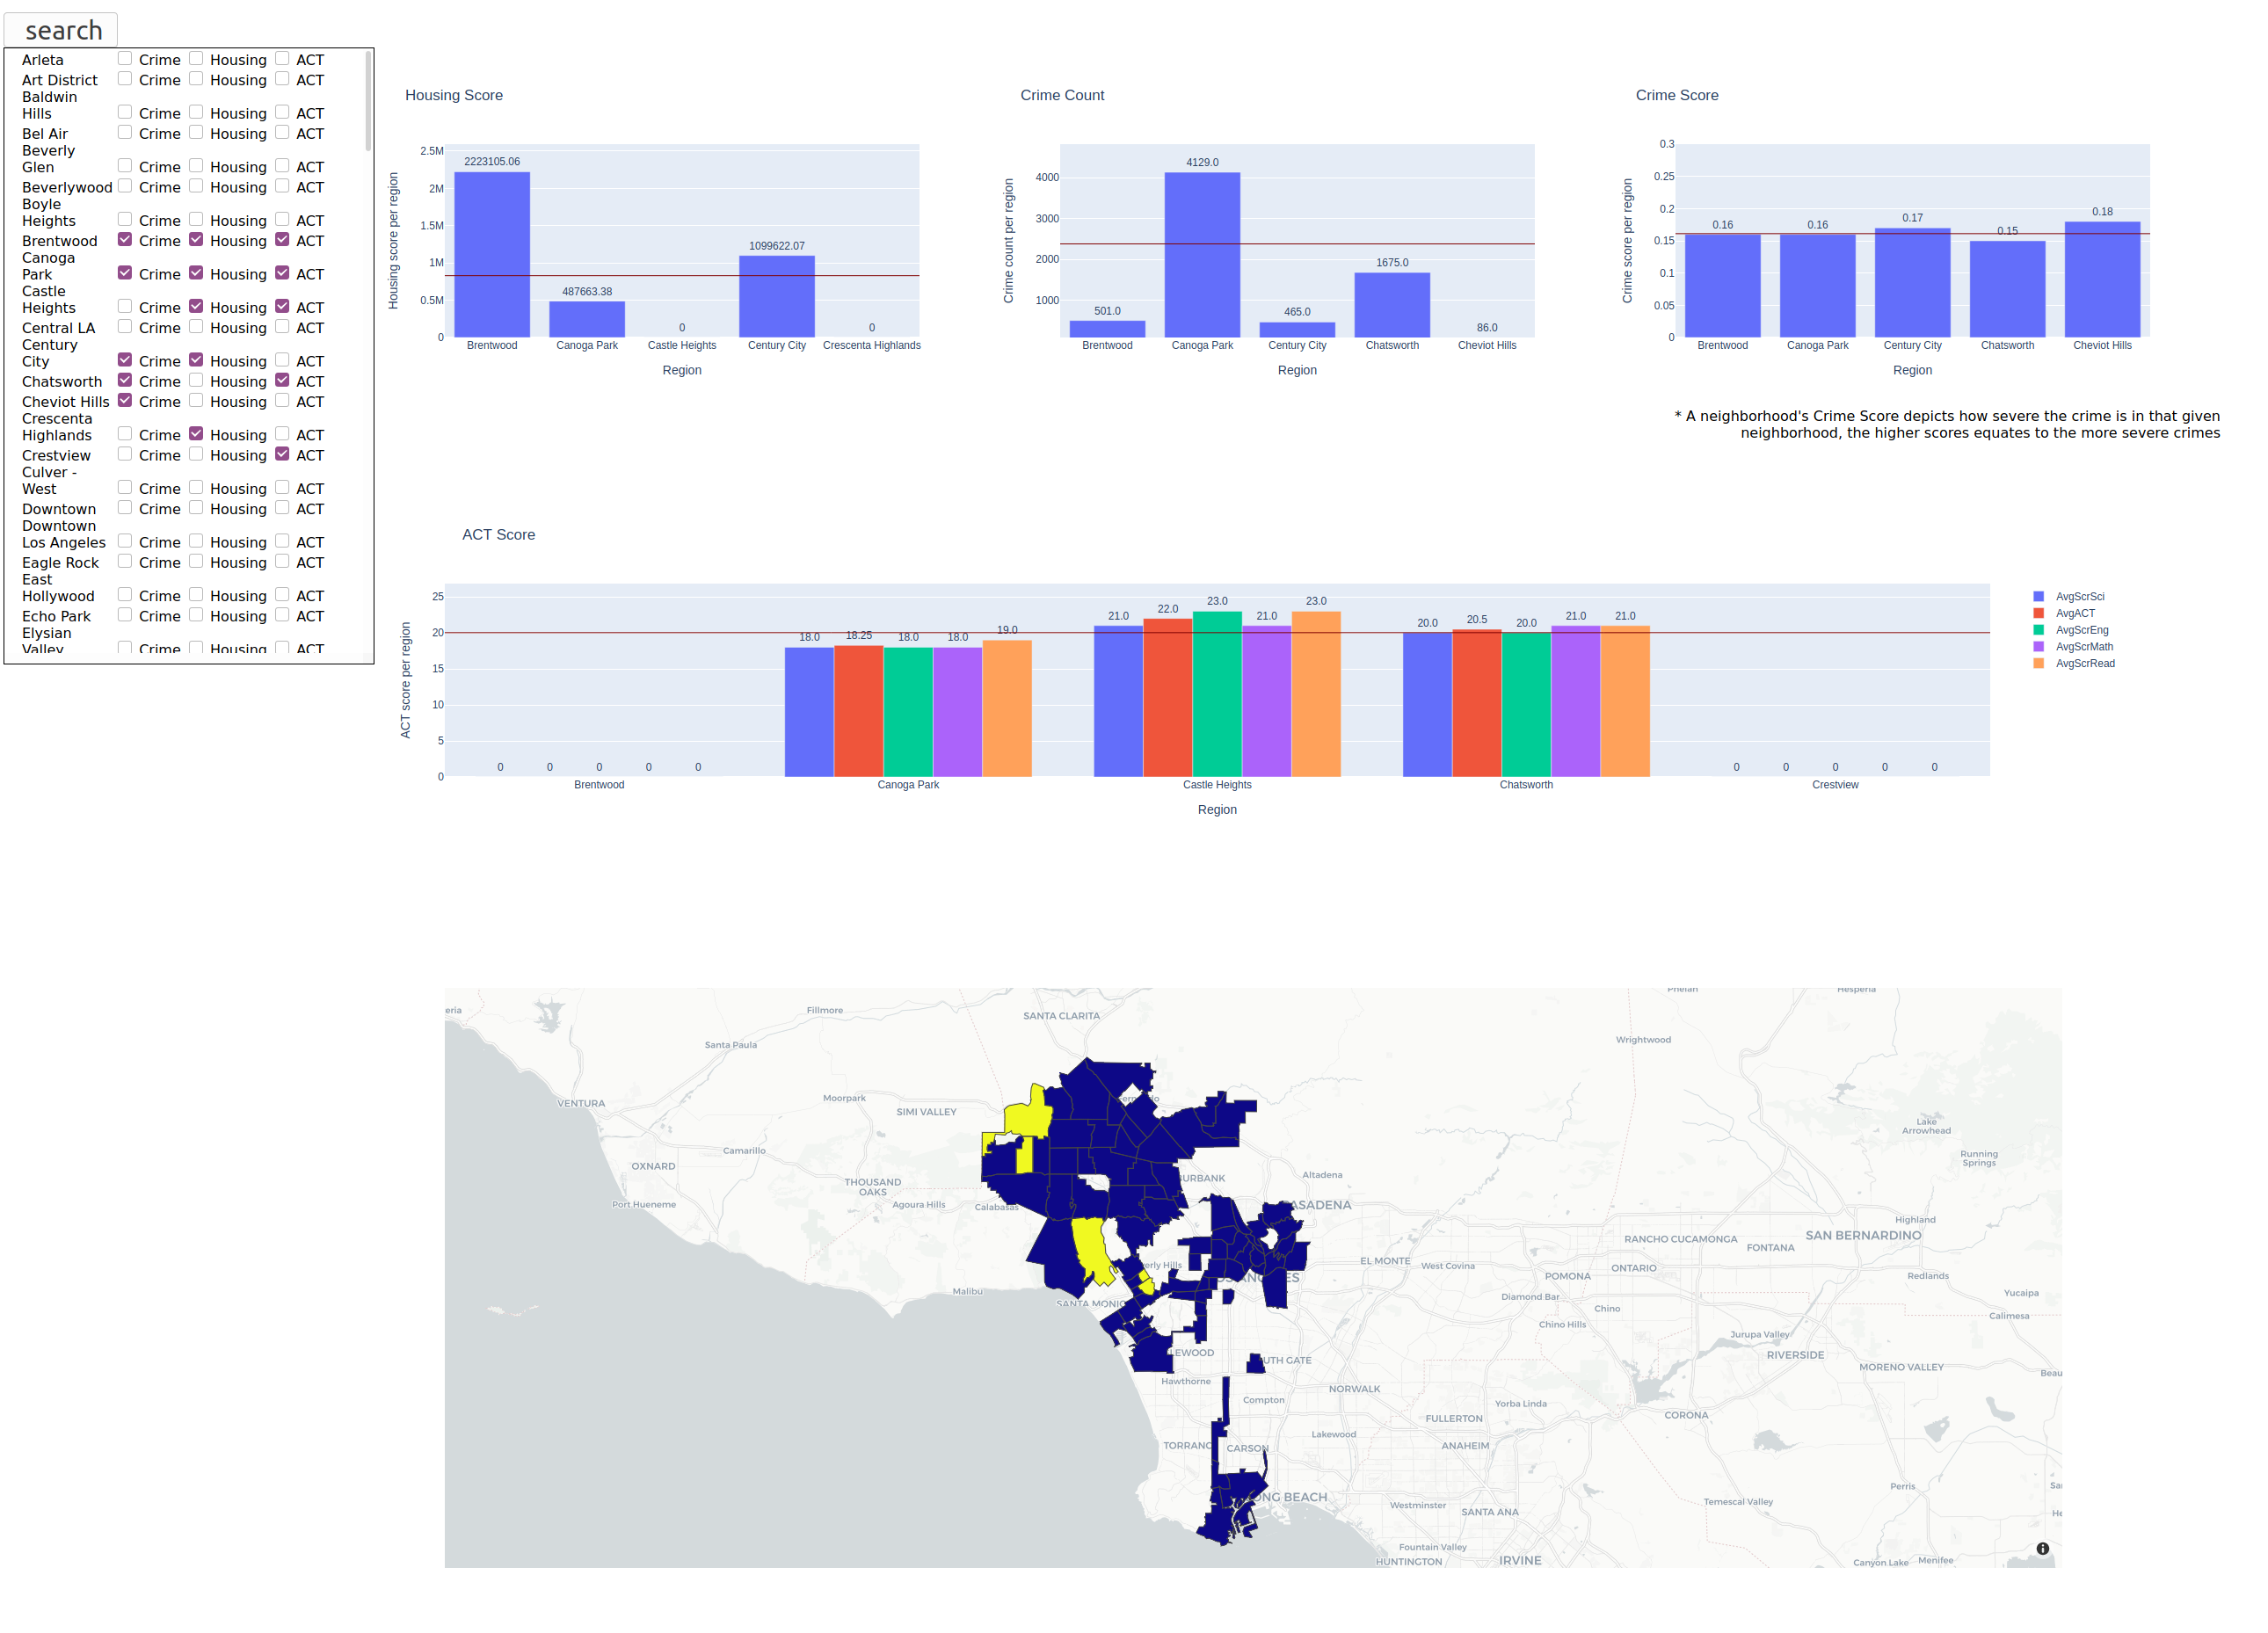 search
Arleta Crime Housing ACT
Art District Crime Housing ACT
Baldwin
Hills Crime Housing ACT
Bel Air Crime Housing ACT
Beverly
Glen Crime Housing ACT
Beverlywood Crime Housing ACT
Boyle
Heights Crime Housing ACT
Brentwood Crime Housing ACT
Canoga
Park Crime Housing ACT
Castle
Heights Crime Housing ACT
Central LA Crime Housing ACT
Century
City Crime Housing ACT
Chatsworth Crime Housing ACT
Cheviot Hills Crime Housing ACT
Crescenta
Highlands Crime Housing ACT
Crestview Crime Housing ACT
Culver -
West Crime Housing ACT
Downtown Crime Housing ACT
Downtown
Los Angeles Crime Housing ACT
Eagle Rock Crime Housing ACT
East
Hollywood Crime Housing ACT
Echo Park Crime Housing ACT
Elysian
Valley Crime Housing ACT
Housing Score
Housing score per region
2.5M
2M
1.5M
1M
0.5M
0
2223105.06
487663.38
0
1099622.07
0
Brentwood Canoga Park Castle Heights Century City Crescenta Highlands
Region
Crime Count
Crime count per region
4000
3000
2000
1000
501.0
4129.0
465.0
1675.0
86.0
Brentwood Canoga Park Century City Chatsworth Cheviot Hills
Region
Crime Score
Crime score per region
0.3
0.25
0.2
0.15
0.1
0.05
0
0.16
0.16
0.17
0.15
0.18
Brentwood Canoga Park Century City Chatsworth Cheviot Hills
Region
* A neighborhood's Crime Score depicts how severe the crime is in that given
neighborhood, the higher scores equates to the more severe crimes
ACT Score
ACT score per region
25
20
15
10
5
0
0 0 0 0 0
18.0 18.25 18.0 18.0 19.0
21.0 22.0 23.0 21.0 23.0
20.0 20.5 20.0 21.0 21.0
0 0 0 0 0
Brentwood Canoga Park Castle Heights Chatsworth Crestview
Region
AvgScrSci
AvgACT
AvgScrEng
AvgScrMath
AvgScrRead
eria
Fillmore
SANTA CLARITA
Phelan
Hesperia
Santa Paula
Wrightwood
VENTURA
Moorpark
SIMI VALLEY
Lake
Arrowhead
Camarillo
OXNARD
Running
Springs
THOUSAND
OAKS
Port Hueneme
Agoura Hills
Calabasas
URBANK
Altadena
ASADENA
Highland
RANCHO CUCAMONGA
FONTANA
SAN BERNARDINO
EL MONTE
West Covina
erly Hills
ONTARIO
POMONA
Redlands
Malibu
SANTA MONIC
Diamond Bar
Chino
Yucaipa
Calimesa
Chino Hills
Jurupa Valley
RIVERSIDE
MORENO VALLEY
Beau
EWOOD
UTH GATE
Hawthorne
NORWALK
Compton
Yorba Linda
FULLERTON
CORONA
Lakewood
ANAHEIM
TORRANC
CARSON
ONG BEACH
Westminster
SANTA ANA
Temescal Valley
Perris
Sa
He
Fountain Valley
HUNTINGTON
IRVINE
Canyon Lake
Menifee